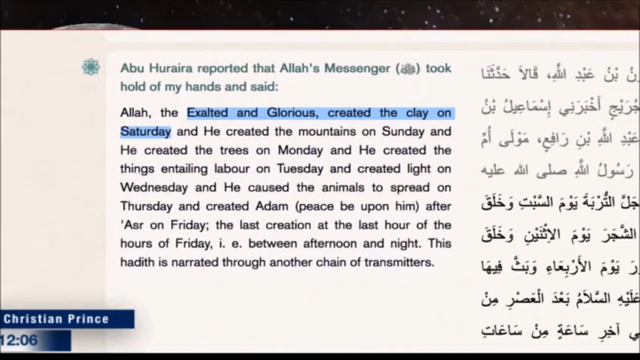 Abu Huraira reported that Allah's Messenger (ﷺ) took
hold of my hands and said:
Allah, the Exalted and Glorious, created the clay on
Saturday and He created the mountains on Sunday and
He created the trees on Monday and He created the
things entailing labour on Tuesday and created light on
Wednesday and He caused the animals to spread on
Thursday and created Adam (peace be upon him) after
'Asr on Friday; the last creation at the last hour of the
hours of Friday, i. e. between afternoon and night. This
hadith is narrated through another chain of transmitters.
بْنُ عَبْدِ اللَّهِ، قَالاَ حَدَّثَنَا
جُرَيْجٍ أَخْبَرَنِي إِسْمَاعِيلُ بْنُ
اللَّهِ بْنِ رَافِعٍ، مَوْلَى أُمِّ
رَسُولُ اللَّهِ صلى الله عليه
جَلَّ التُّرْبَةَ يَوْمَ السَّبْتِ وَخَلَقَ
الشَّجَرَ يَوْمَ الاِثْنَيْنِ وَخَلَقَ
يَوْمَ الأَرْبِعَاءِ وَبَثَّ فِيهَا
عَلَيْهِ السَّلاَمُ بَعْدَ الْعَصْرِ مِنْ
آخِرِ سَاعَةٍ مِنْ سَاعَاتِ
Christian Prince
12:06